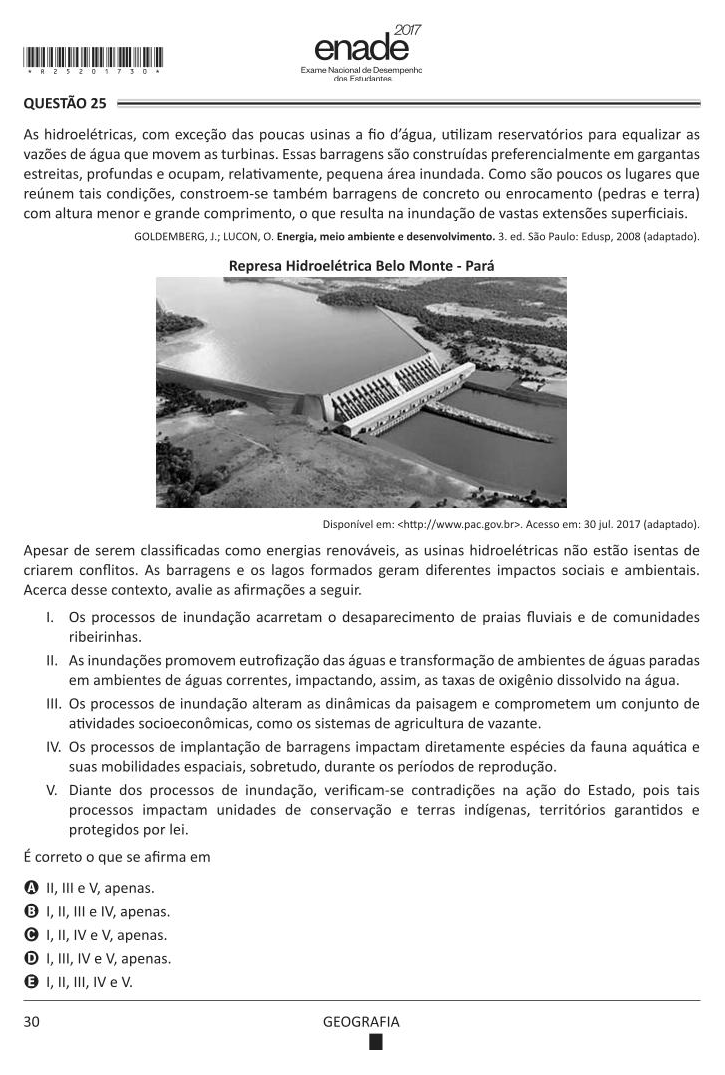 2017
enade
Exame Nacional de Desempenho
dos Estudantes
*R25201730*
QUESTÃO 25
As hidroelétricas, com exceção das poucas usinas a fio d’água, utilizam reservatórios para equalizar as
vazões de água que movem as turbinas. Essas barragens são construídas preferencialmente em gargantas
estreitas, profundas e ocupam, relativamente, pequena área inundada. Como são poucos os lugares que
reúnem tais condições, constroem-se também barragens de concreto ou enrocamento (pedras e terra)
com altura menor e grande comprimento, o que resulta na inundação de vastas extensões superficiais.
GOLDEMBERG, J.; LUCON, O. Energia, meio ambiente e desenvolvimento. 3. ed. São Paulo: Edusp, 2008 (adaptado).
Represa Hidroelétrica Belo Monte - Pará
Disponível em: <http://www.pac.gov.br>. Acesso em: 30 jul. 2017 (adaptado).
Apesar de serem classificadas como energias renováveis, as usinas hidroelétricas não estão isentas de
criarem conflitos. As barragens e os lagos formados geram diferentes impactos sociais e ambientais.
Acerca desse contexto, avalie as afirmações a seguir.
I. Os processos de inundação acarretam o desaparecimento de praias fluviais e de comunidades
ribeirinhas.
II. As inundações promovem eutrofização das águas e transformação de ambientes de águas paradas
em ambientes de águas correntes, impactando, assim, as taxas de oxigênio dissolvido na água.
III. Os processos de inundação alteram as dinâmicas da paisagem e comprometem um conjunto de
atividades socioeconômicas, como os sistemas de agricultura de vazante.
IV. Os processos de implantação de barragens impactam diretamente espécies da fauna aquática e
suas mobilidades espaciais, sobretudo, durante os períodos de reprodução.
V. Diante dos processos de inundação, verificam-se contradições na ação do Estado, pois tais
processos impactam unidades de conservação e terras indígenas, territórios garantidos e
protegidos por lei.
É correto o que se afirma em
A II, III e V, apenas.
B I, II, III e IV, apenas.
C I, II, IV e V, apenas.
D I, III, IV e V, apenas.
E I, II, III, IV e V.
30
GEOGRAFIA